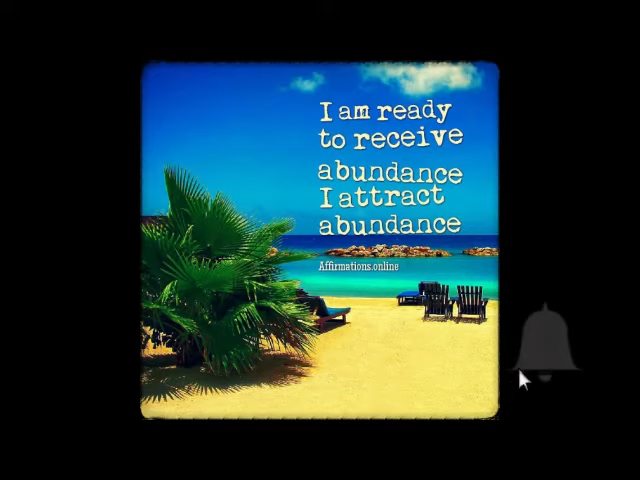 I am ready
to receive
abundance
I attract
abundance
Affirmations.online